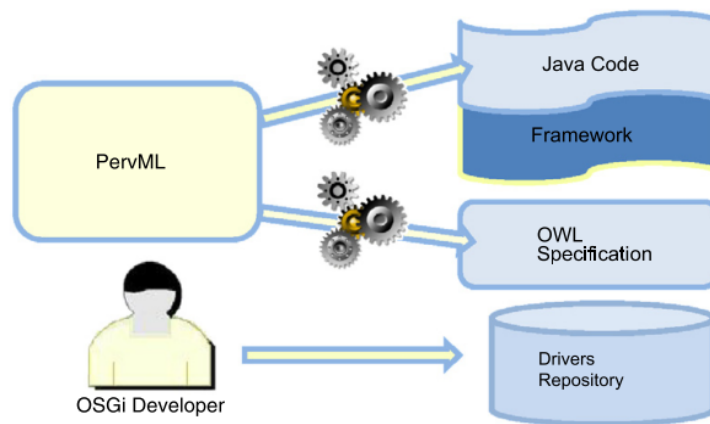 Java Code
Framework
PervML
OWL
Specification
Drivers
Repository
OSGi Developer